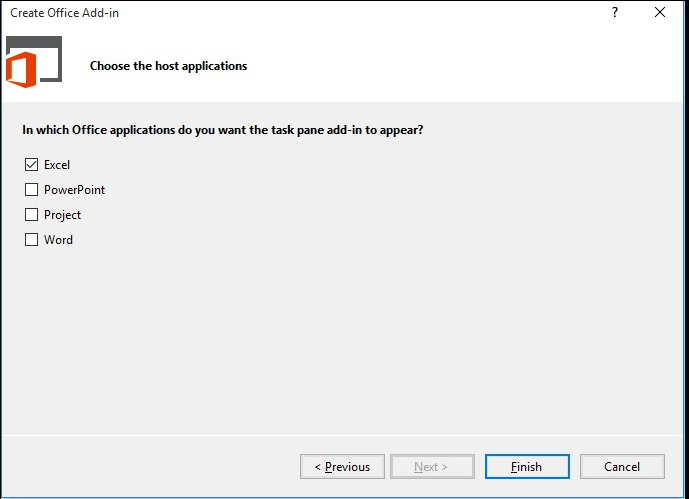 Create Office Add-in ?
Choose the host applications
In which Office applications do you want the task pane add-in to appear?
Excel
PowerPoint
Project
Word
< Previous Next > Finish Cancel